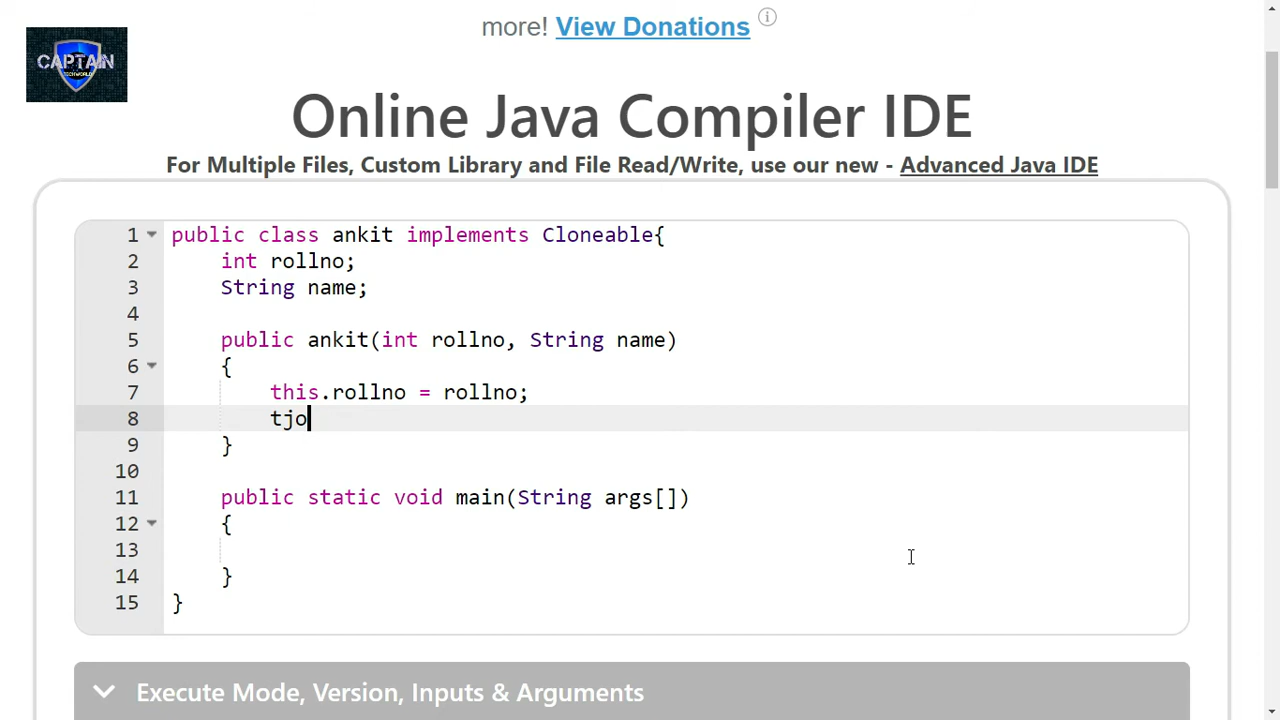 more! View Donations
CAPTAIN
TECHWORLD
Online Java Compiler IDE
For Multiple Files, Custom Library and File Read/Write, use our new - Advanced Java IDE
1 public class ankit implements Cloneable{
2     int rollno;
3     String name;
4
5     public ankit(int rollno, String name)
6     {
7         this.rollno = rollno;
8         tjo
9     }
10
11     public static void main(String args[])
12     {
13
14     }
15 }
Execute Mode, Version, Inputs & Arguments